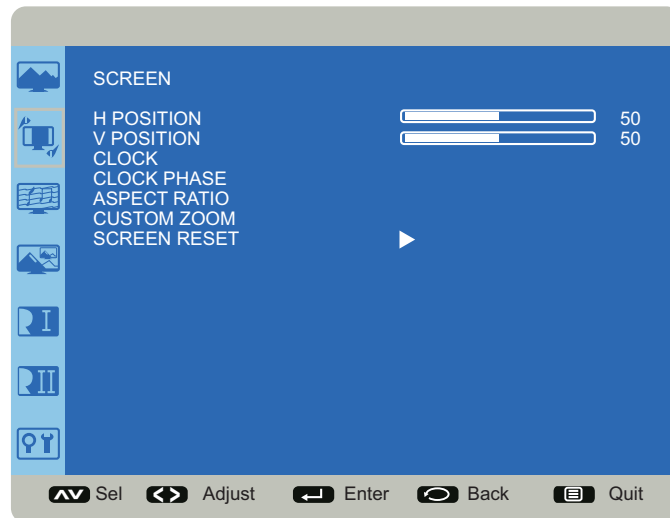 SCREEN
H POSITION 50
V POSITION 50
CLOCK
CLOCK PHASE
ASPECT RATIO
CUSTOM ZOOM
SCREEN RESET
Sel Adjust Enter Back Quit